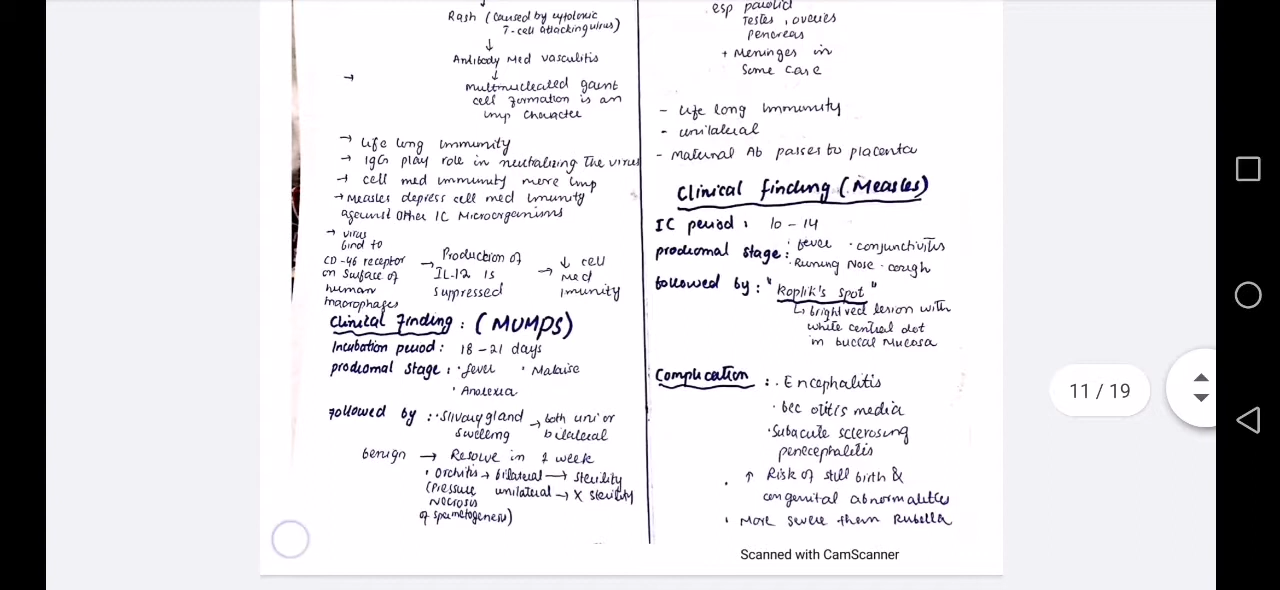 Rash (caused by cytotoxic
T-cell attacking virus)
↓
Antibody Med vasculitis
↓
→
multinucleated gaint
cell formation is an
imp character
→ life long immunity
→ IgG play role in neutralizing the virus
→ cell med immunity more imp
→ Measles depress cell med imunity
against other IC Microorganisms
→ virus
bind to
CD-46 receptor
on surface of
human
macrophages
→ Production of
IL-12 is
suppressed
→ ↓ cell
med
imunity
Clinical finding : (MUMPS)
Incubation period : 18 - 21 days
prodromal stage : · fever · Malaise
· Anorexia
followed by : · slivary gland → both uni or
swelling bilateral
benign → Resolve in 1 week
· orchitis → bilateral → sterility
(pressure unilateral → x sterility
necrosis
of spermetogenesis)
esp parotid
Testes, ovaries
pencreas
+ Meninges in
some case
- life long immunity
- unilateral
- maternal Ab passes to placenta
Clinical finding (Measles)
IC period : 10 - 14
prodromal stage : · fever · conjunctivitis
· Running Nose · cough
followed by : "koplik's spot"
↳ bright red lesion with
white central dot
in buccal Mucosa
Complication : · Encephalitis
· bec otitis media
· Subacute sclerosing
penecephalitis
· ↑ Risk of still birth &
congenital abnormalities
· More severe them Rubella
Scanned with CamScanner
11 / 19